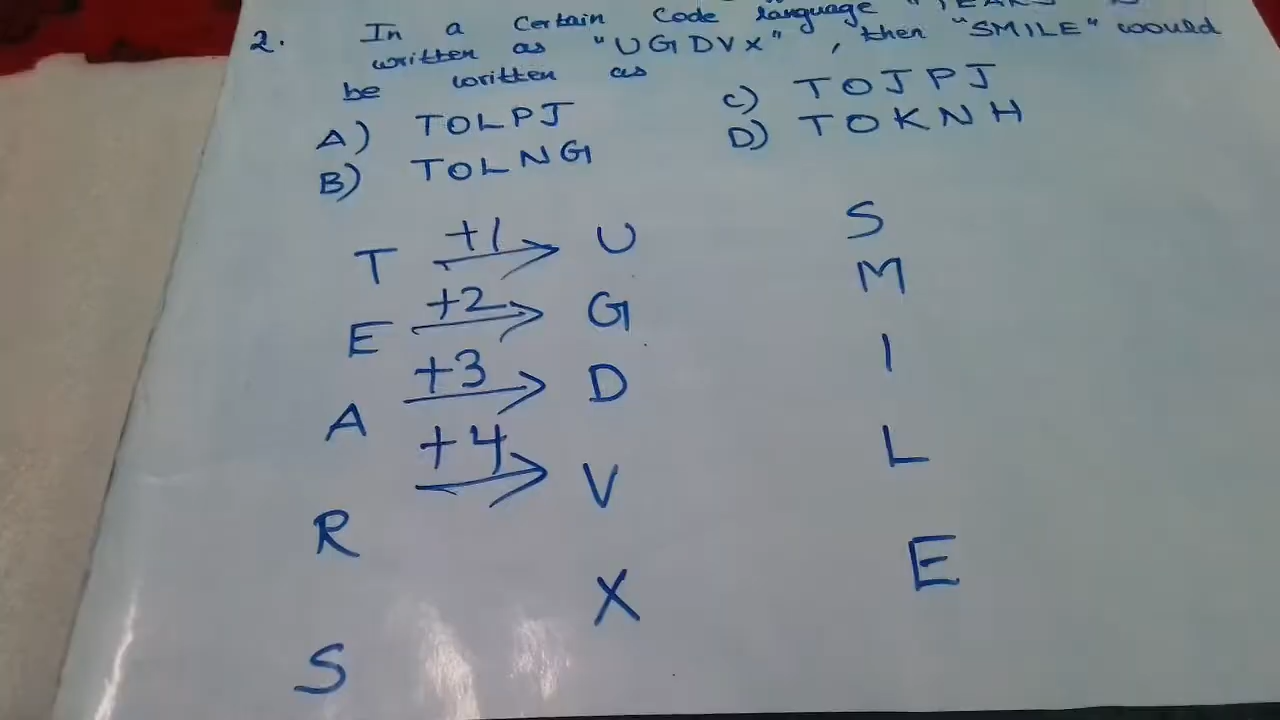 2. In a certain code language "TEARS"
written as "UGDVX", then "SMILE" would
be written as
A) TOLPJ C) TOJPJ
B) TOLNG D) TOKNH
T +1 U S
E +2 G M
A +3 D I
R +4 V L
S X E